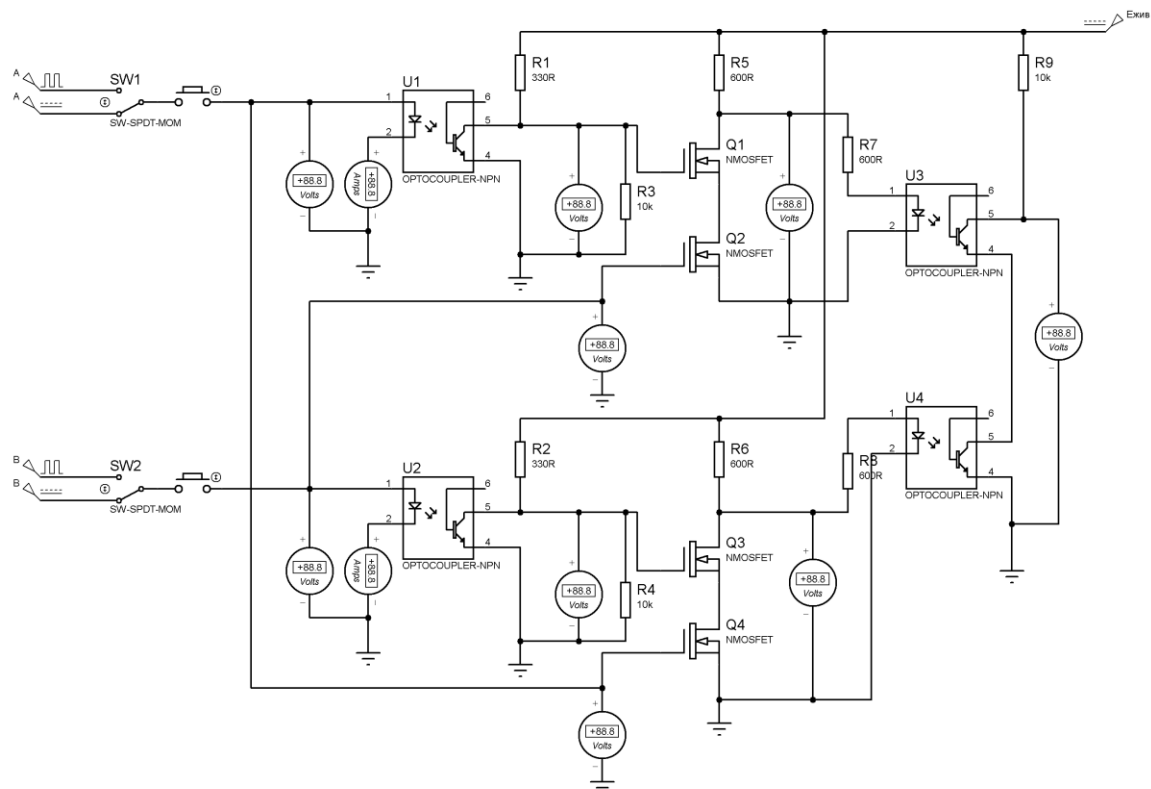 Eжив
A
SW1
A
SW-SPDT-MOM
U1
1
2
6
5
4
OPTOCOUPLER-NPN
R1
330R
R5
600R
R9
10k
+88.8
Volts
+88.8
Amps
+88.8
Volts
R3
10k
Q1
NMOSFET
Q2
NMOSFET
+88.8
Volts
R7
600R
U3
1
2
6
5
4
OPTOCOUPLER-NPN
+88.8
Volts
+88.8
Volts
B
SW2
B
SW-SPDT-MOM
U2
1
2
6
5
4
OPTOCOUPLER-NPN
R2
330R
R6
600R
+88.8
Volts
+88.8
Amps
+88.8
Volts
R4
10k
Q3
NMOSFET
Q4
NMOSFET
+88.8
Volts
R8
600R
U4
1
2
6
5
4
OPTOCOUPLER-NPN
+88.8
Volts